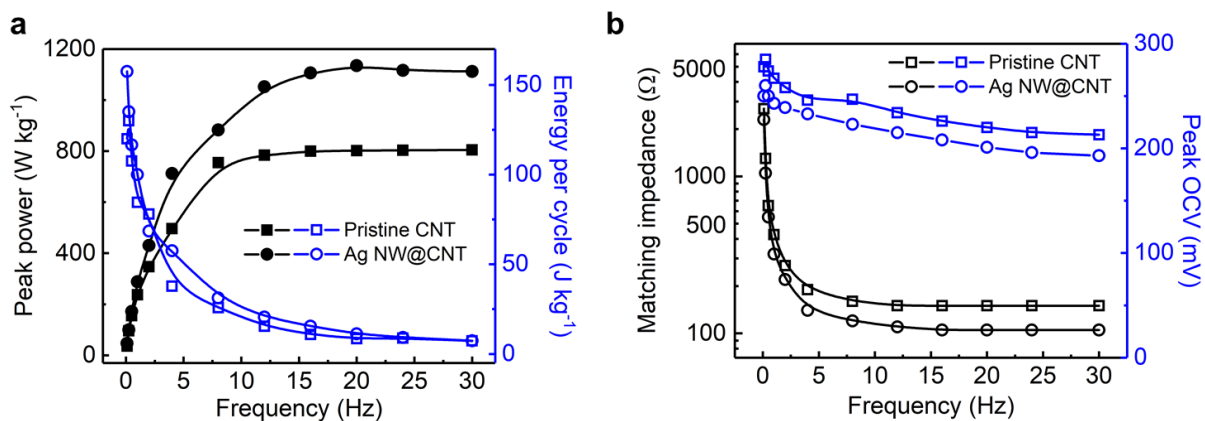 a
1200
800
400
0
Peak power (W kg⁻¹)
0
5
10
15
20
25
30
Frequency (Hz)
150
100
50
0
Energy per cycle (J kg⁻¹)
Pristine CNT
Ag NW@CNT
b
5000
1000
500
100
Matching impedance (Ω)
0
5
10
15
20
25
30
Frequency (Hz)
300
200
100
0
Peak OCV (mV)
Pristine CNT
Ag NW@CNT